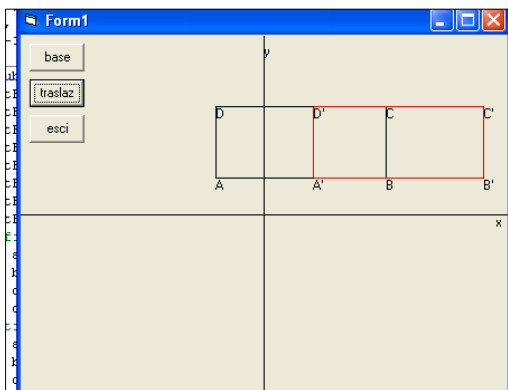 Form1
base
traslaz
esci
y
D D' C C'
A A' B B'
x